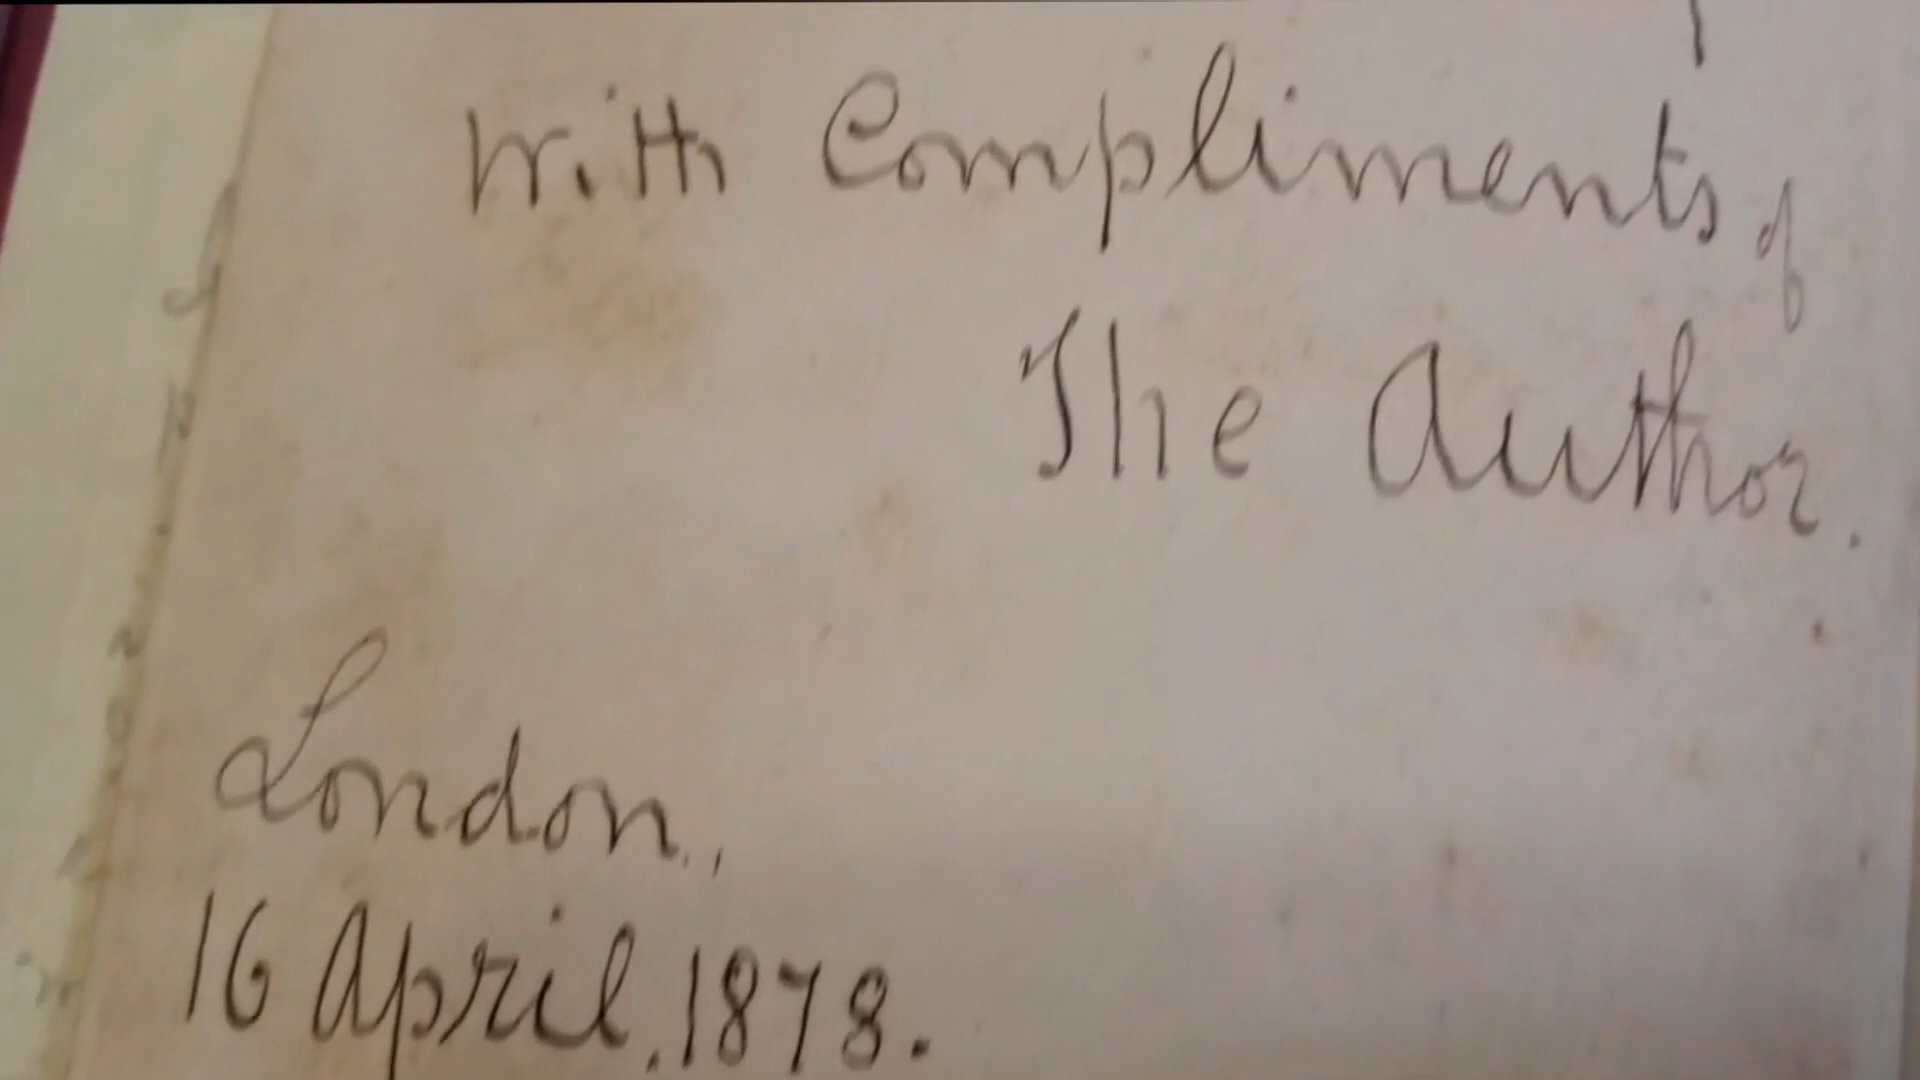 With Compliments of
The Author.
London,
16 April, 1878.